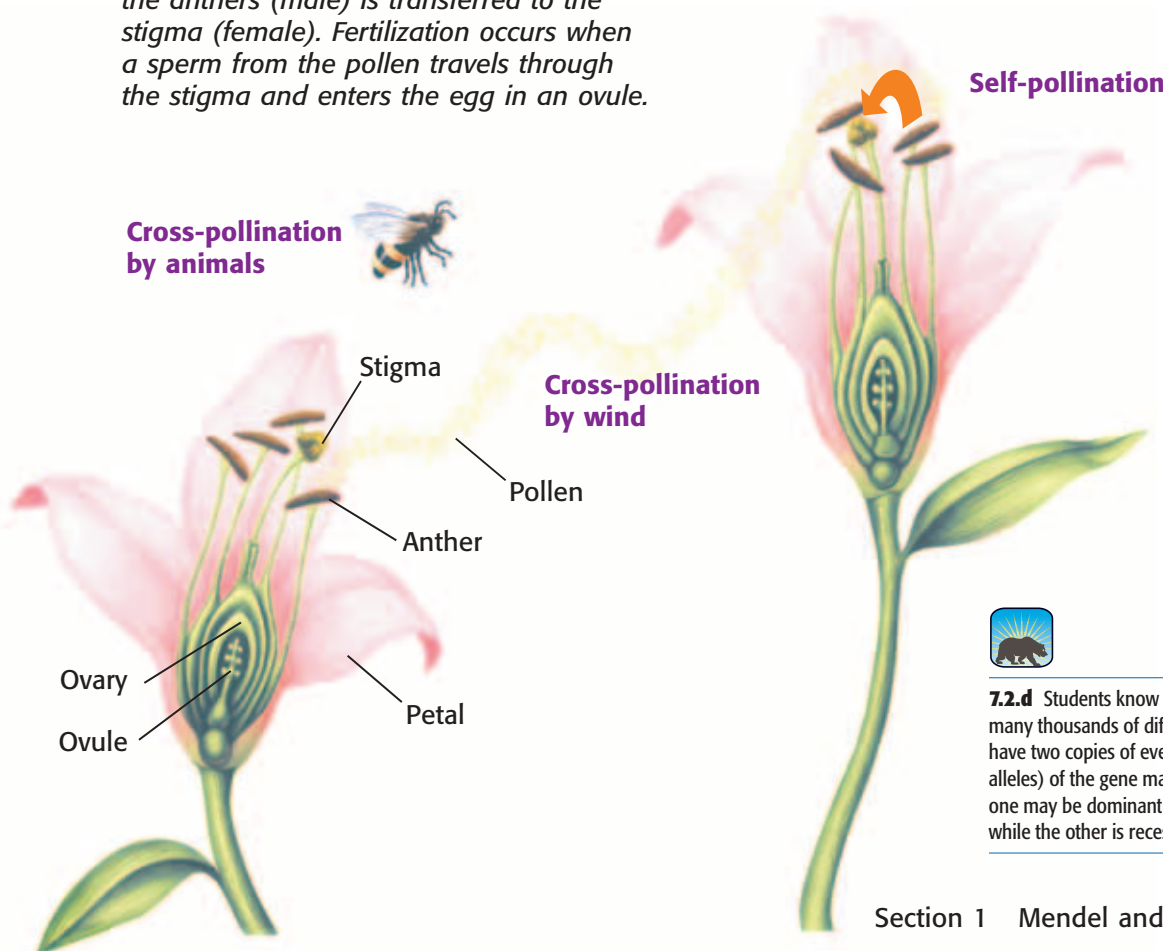 the anthers (male) is transferred to the
stigma (female). Fertilization occurs when
a sperm from the pollen travels through
the stigma and enters the egg in an ovule.
Self-pollination
Cross-pollination
by animals
Stigma
Cross-pollination
by wind
Pollen
Anther
Ovary
Ovule
Petal
7.2.d Students know
many thousands of dif
have two copies of eve
alleles) of the gene ma
one may be dominant
while the other is rece
Section 1 Mendel and